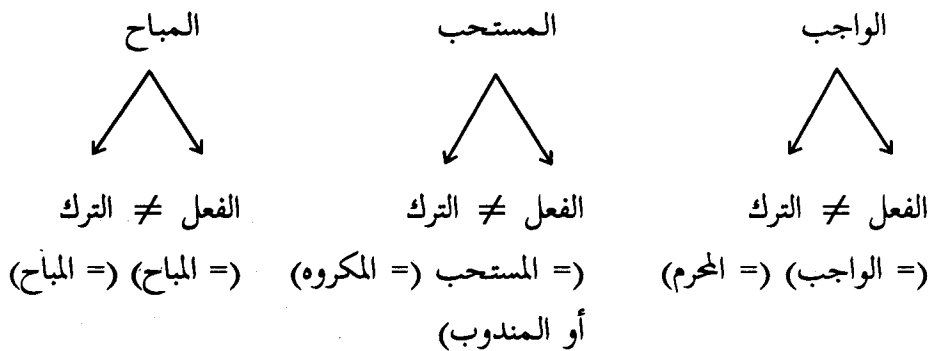 الواجب المستحب المباح
الفعل ≠ الترك الفعل ≠ الترك الفعل ≠ الترك
(= الواجب) (= المحرم) (= المستحب (= المكروه) (= المباح) (= المباح)
أو المندوب)